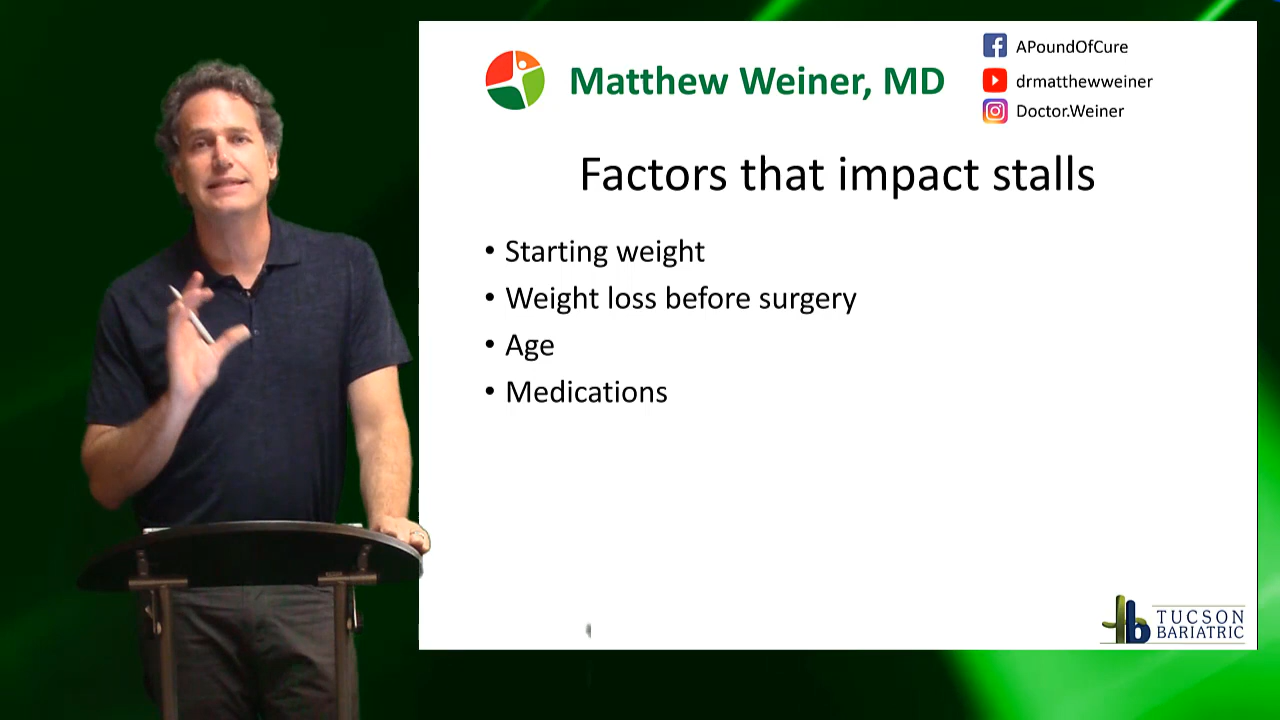 Matthew Weiner, MD
APoundOfCure
drmatthewweiner
Doctor.Weiner
Factors that impact stalls
• Starting weight
• Weight loss before surgery
• Age
• Medications
TUCSON
BARIATRIC